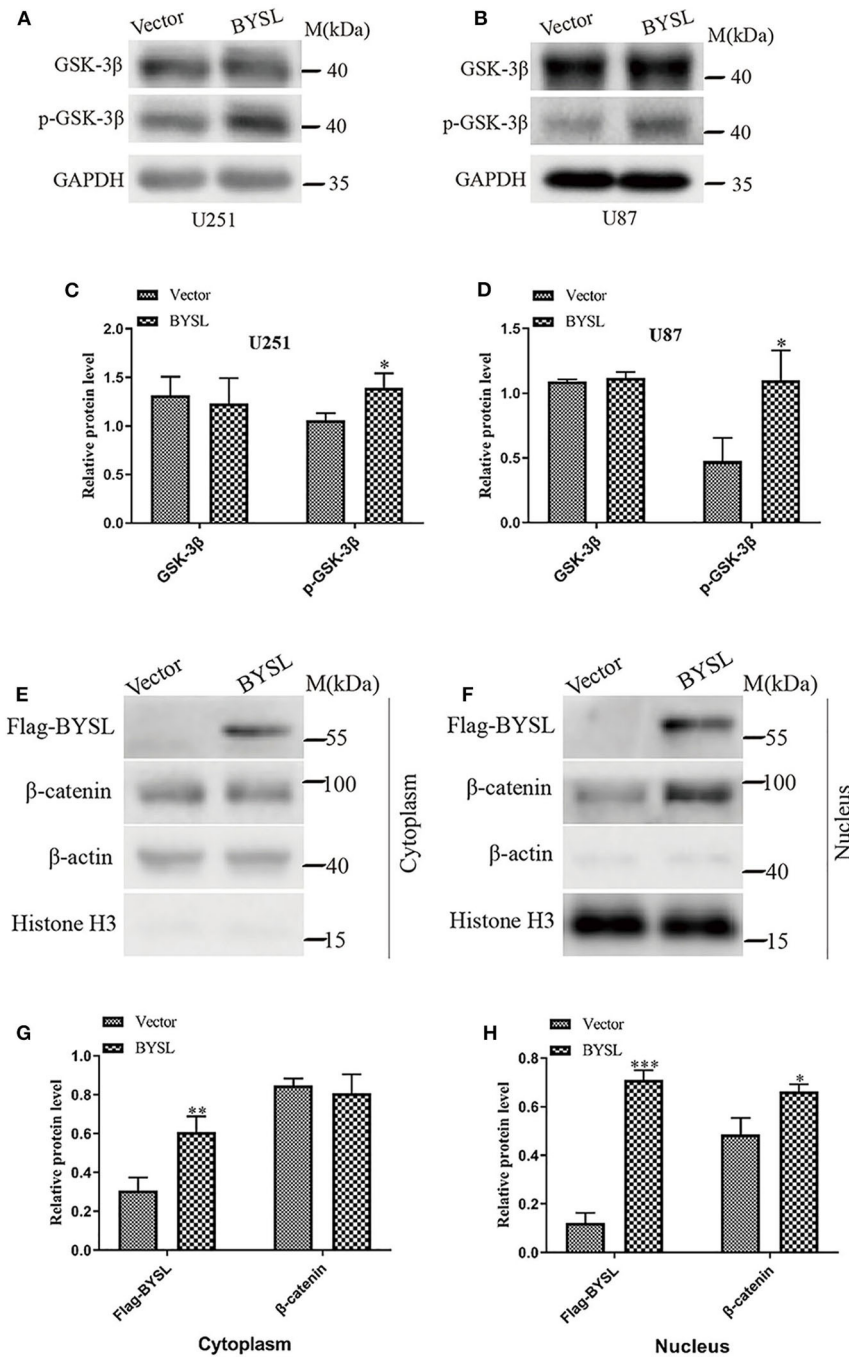 A
Vector BYSL M(kDa)
GSK-3β 40
p-GSK-3β 40
GAPDH 35
U251
B
Vector BYSL M(kDa)
GSK-3β 40
p-GSK-3β 40
GAPDH 35
U87
C
Vector
BYSL
U251
Relative protein level
2.0
1.5
1.0
0.5
0.0
*
GSK-3β p-GSK-3β
D
Vector
BYSL
U87
Relative protein level
1.5
1.0
0.5
0.0
*
GSK-3β p-GSK-3β
E
Vector BYSL M(kDa)
Flag-BYSL 55
β-catenin 100
β-actin 40
Histone H3 15
Cytoplasm
F
Vector BYSL M(kDa)
Flag-BYSL 55
β-catenin 100
β-actin 40
Histone H3 15
Nucleus
G
Vector
BYSL
Relative protein level
1.0
0.8
0.6
0.4
0.2
0.0
**
Flag-BYSL β-catenin
Cytoplasm
H
Vector
BYSL
Relative protein level
0.8
0.6
0.4
0.2
0.0
*** *
Flag-BYSL β-catenin
Nucleus